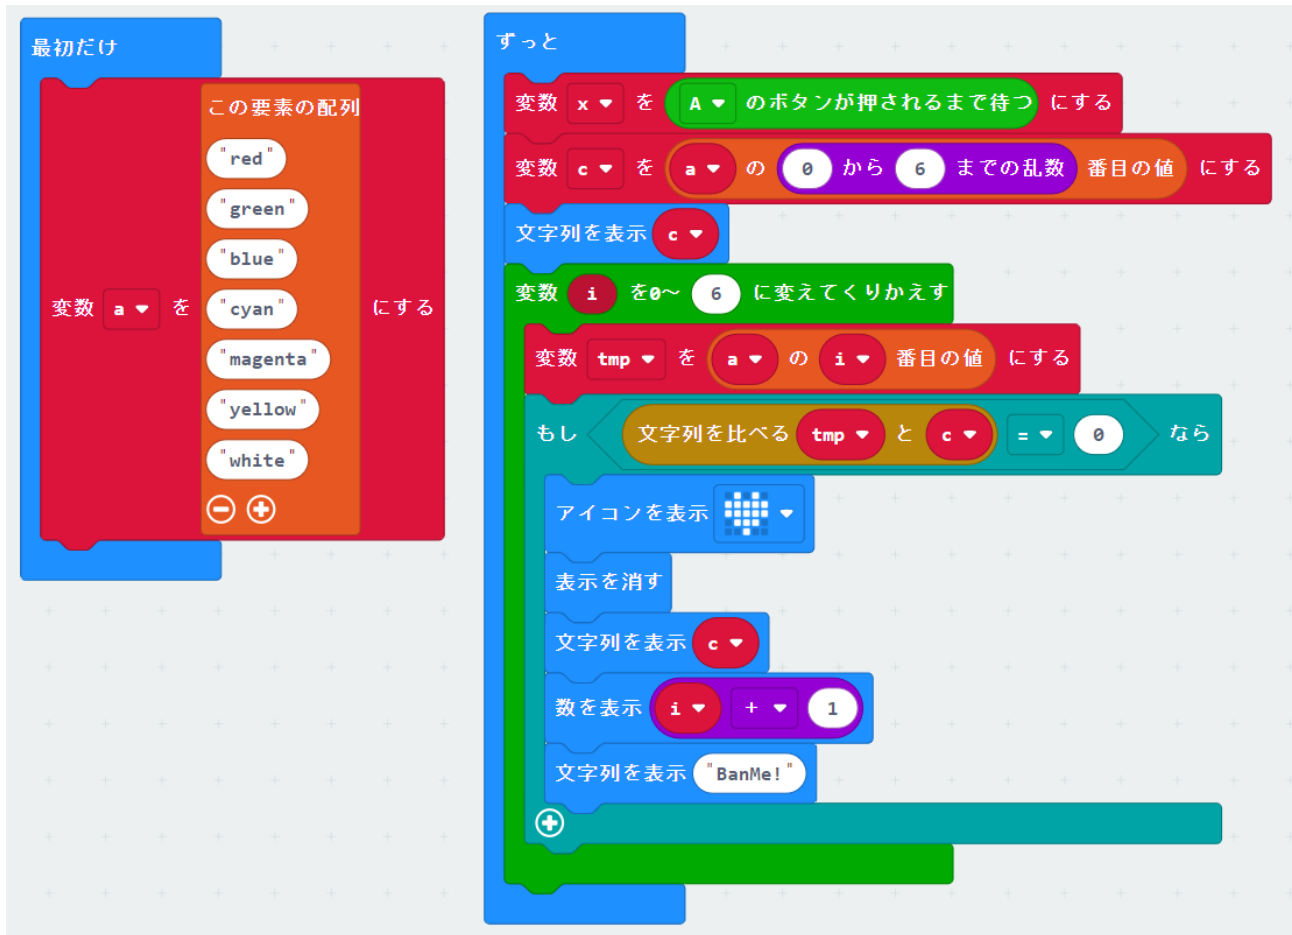 最初だけ
変数 a を この要素の配列 にする
"red"
"green"
"blue"
"cyan"
"magenta"
"yellow"
"white"
ずっと
変数 x を A のボタンが押されるまで待つ にする
変数 c を a の 0 から 6 までの乱数 番目の値 にする
文字列を表示 c
変数 i を0～ 6 に変えてくりかえす
変数 tmp を a の i 番目の値 にする
もし 文字列を比べる tmp と c = 0 なら
アイコンを表示
表示を消す
文字列を表示 c
数を表示 i + 1
文字列を表示 "BanMe!"